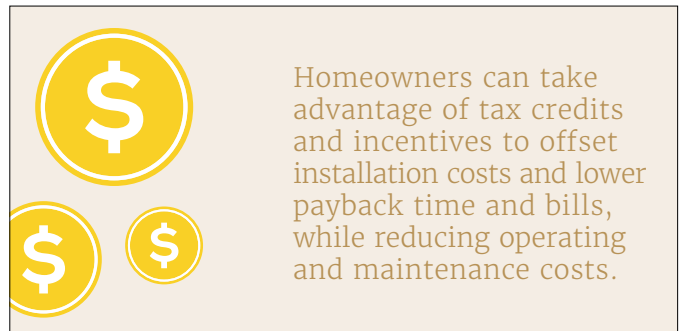 $
$
$
Homeowners can take
advantage of tax credits
and incentives to offset
installation costs and lower
payback time and bills,
while reducing operating
and maintenance costs.